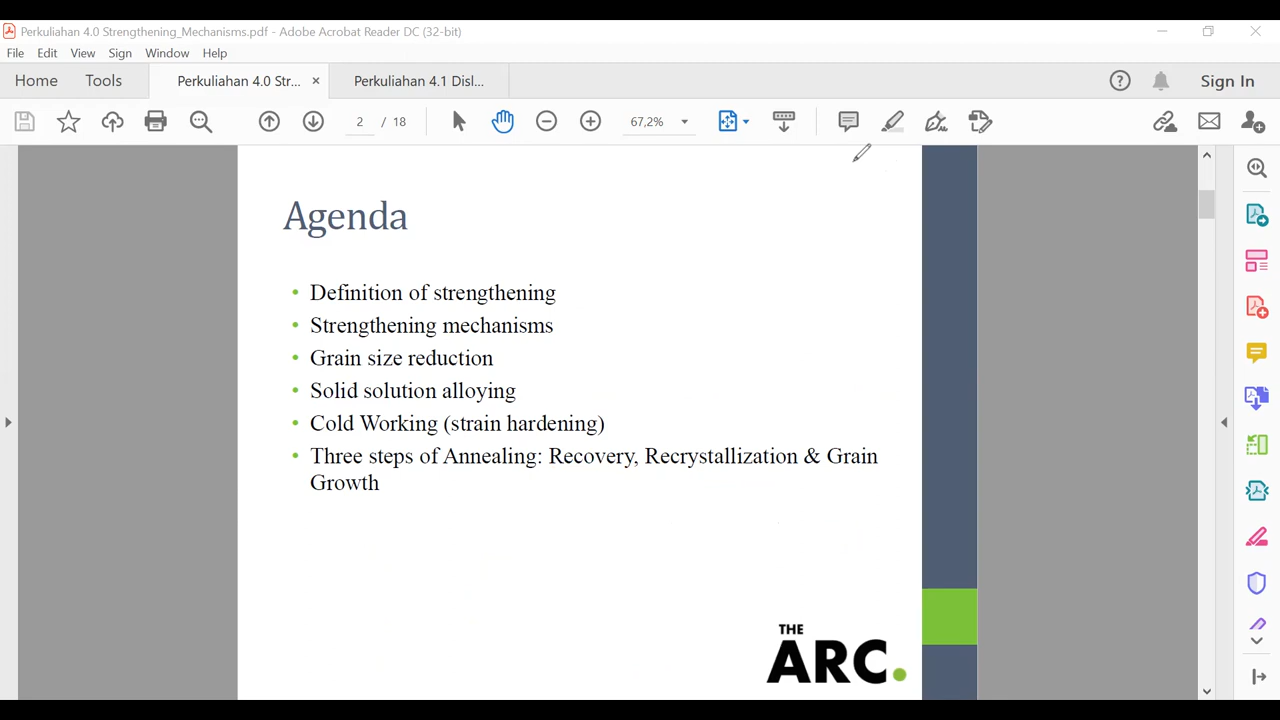 Perkuliahan 4.0 Strengthening_Mechanisms.pdf - Adobe Acrobat Reader DC (32-bit)
File Edit View Sign Window Help
Home Tools Perkuliahan 4.0 Str... × Perkuliahan 4.1 Disl... Sign In
2 / 18 67,2%
Agenda
• Definition of strengthening
• Strengthening mechanisms
• Grain size reduction
• Solid solution alloying
• Cold Working (strain hardening)
• Three steps of Annealing: Recovery, Recrystallization & Grain
Growth
THE
ARC.